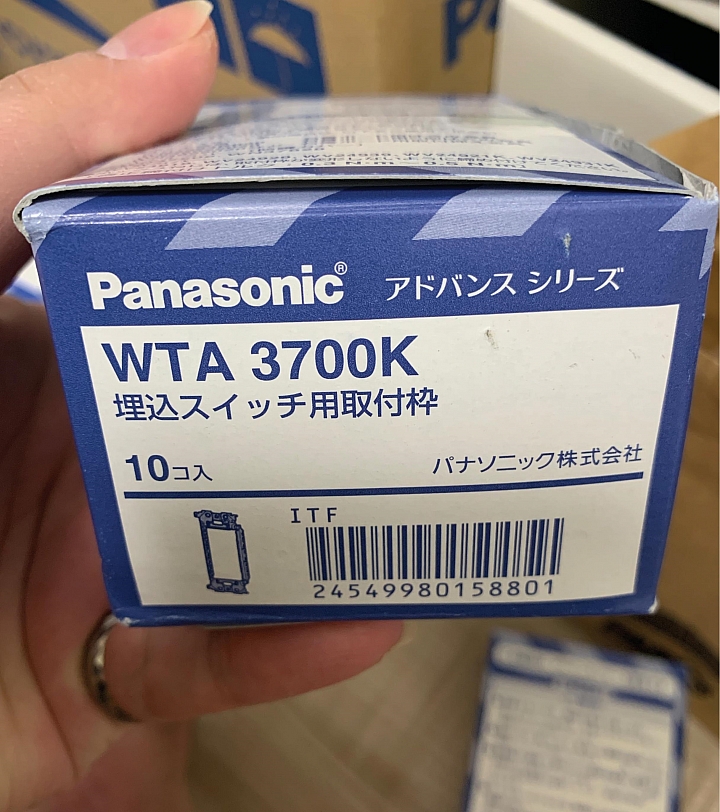 Panasonic® アドバンス シリーズ
WTA 3700K
埋込スイッチ用取付枠
10コ入
パナソニック株式会社
ITF
24549980158801